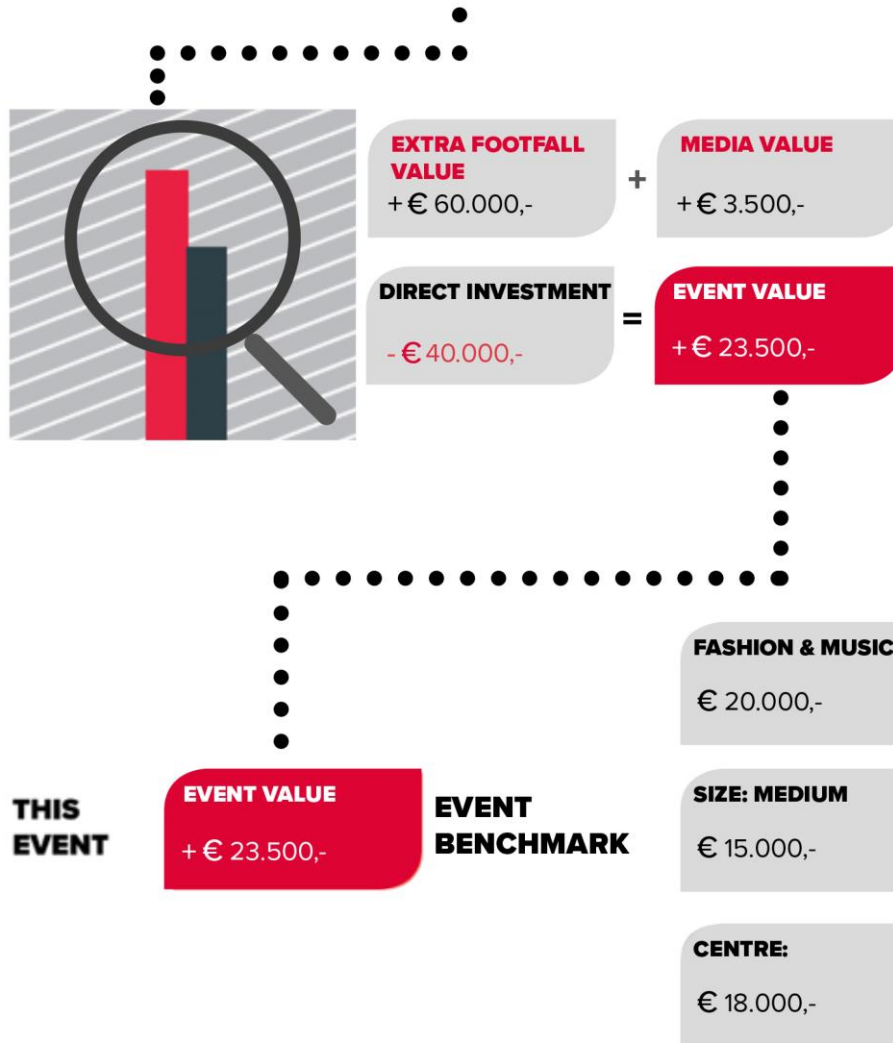 EXTRA FOOTFALL
VALUE
+ € 60.000,-
+
MEDIA VALUE
+ € 3.500,-
DIRECT INVESTMENT
- € 40.000,-
=
EVENT VALUE
+ € 23.500,-
FASHION & MUSIC
€ 20.000,-
THIS
EVENT
EVENT VALUE
+ € 23.500,-
EVENT
BENCHMARK
SIZE: MEDIUM
€ 15.000,-
CENTRE:
€ 18.000,-